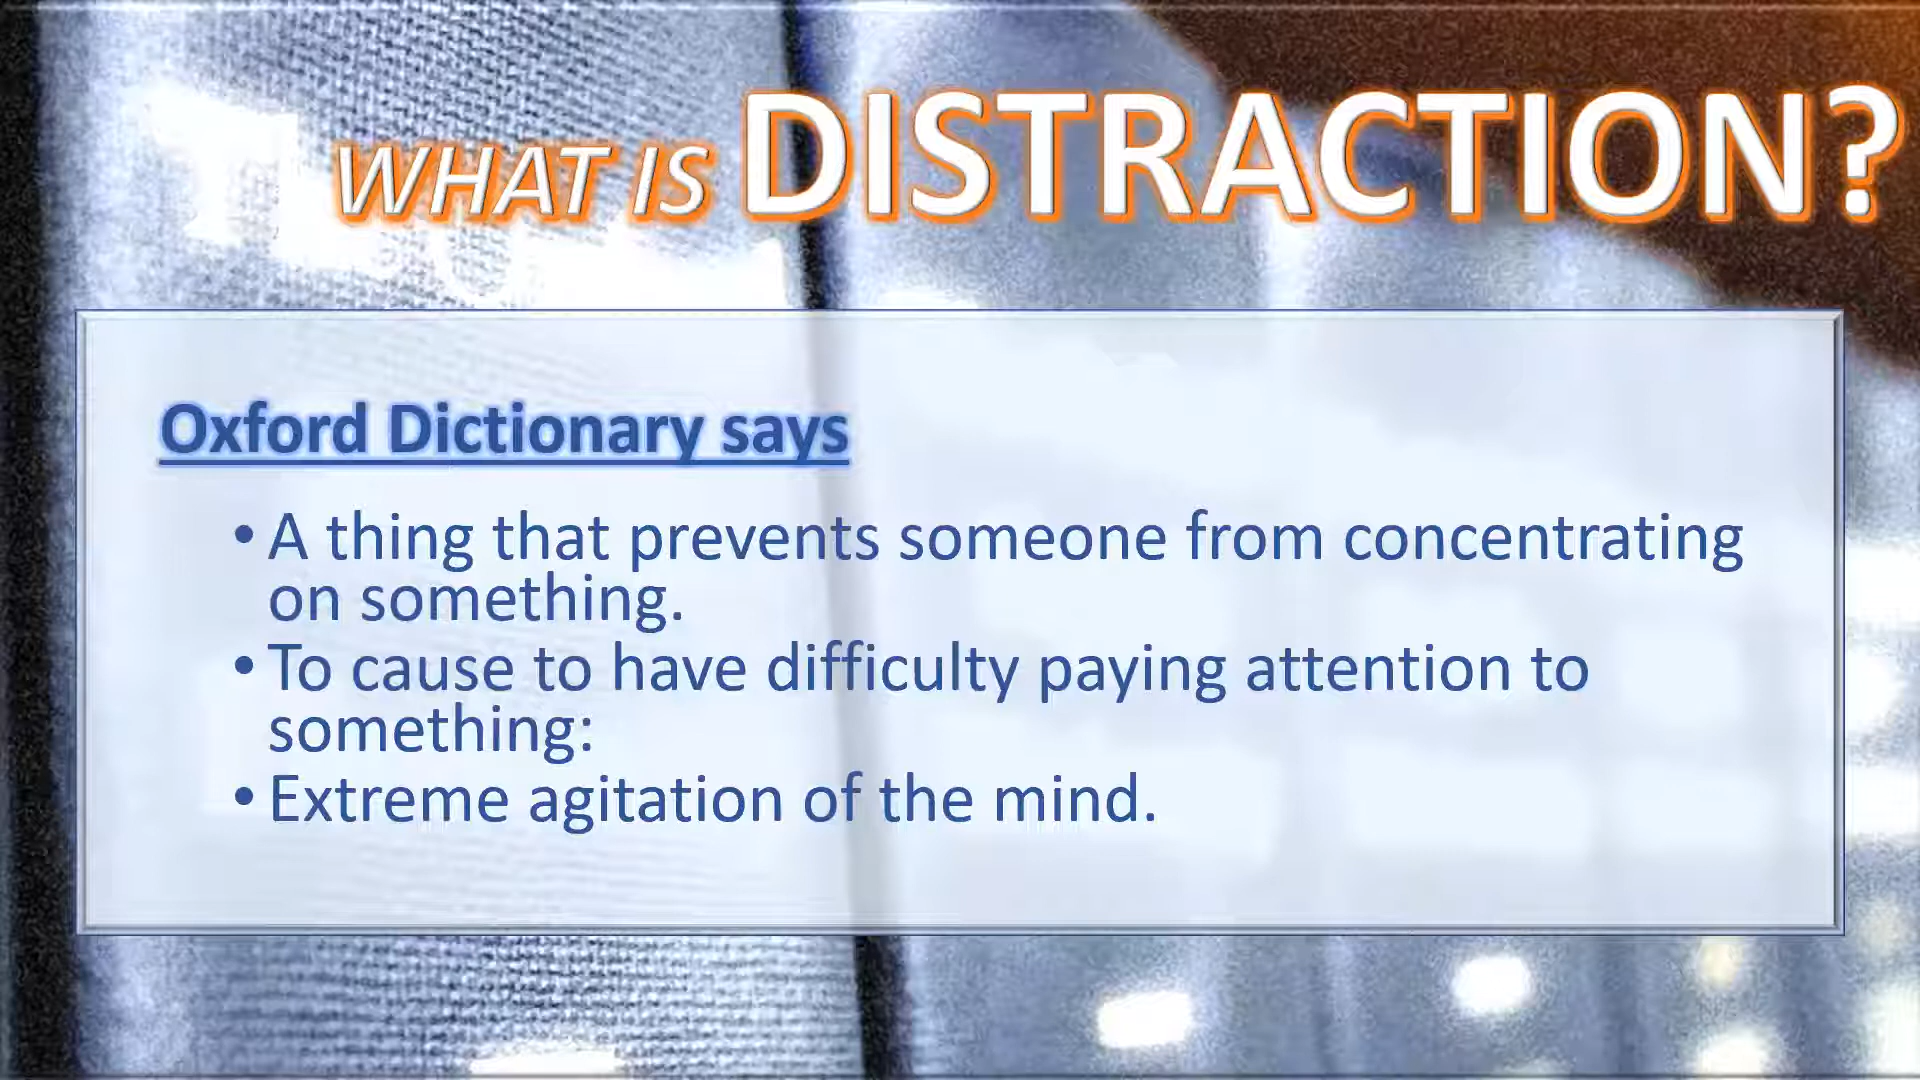 WHAT IS DISTRACTION?
Oxford Dictionary says
• A thing that prevents someone from concentrating
on something.
• To cause to have difficulty paying attention to
something:
• Extreme agitation of the mind.